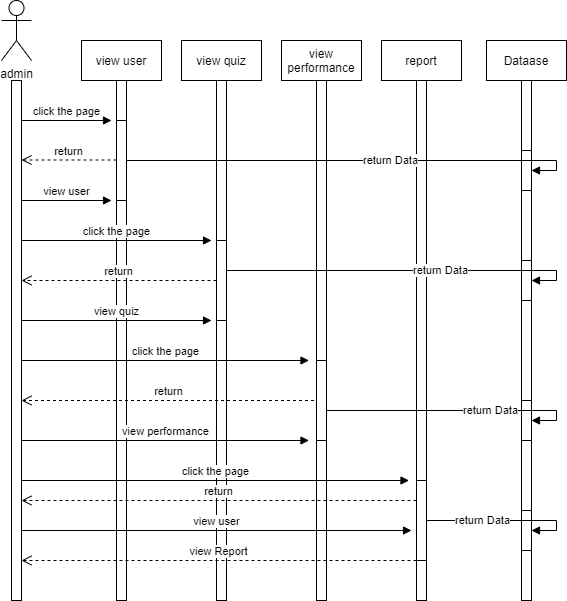 admin
view user
view quiz
view
performance
report
Dataase
click the page
return
return Data
view user
click the page
return
return Data
view quiz
click the page
return
return Data
view performance
click the page
return
view user
return Data
view Report